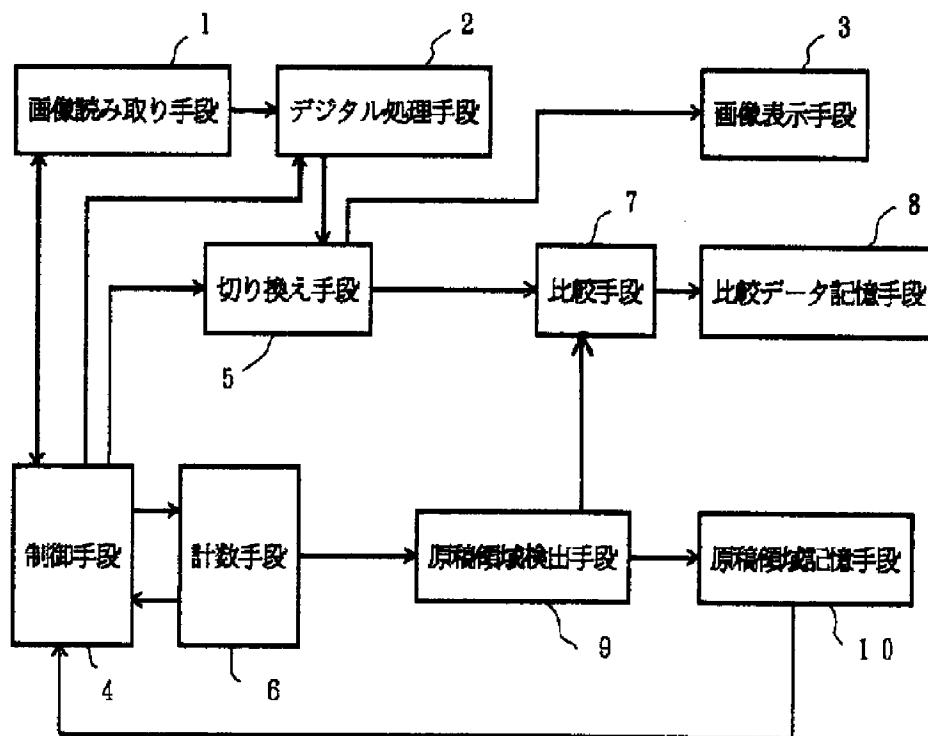 1
2
3
画像読み取り手段
デジタル処理手段
画像表示手段
7
8
切り換え手段
比較手段
比較データ記憶手段
5
制御手段
計数手段
原稿領域検出手段
原稿領域記憶手段
4
6
9
10